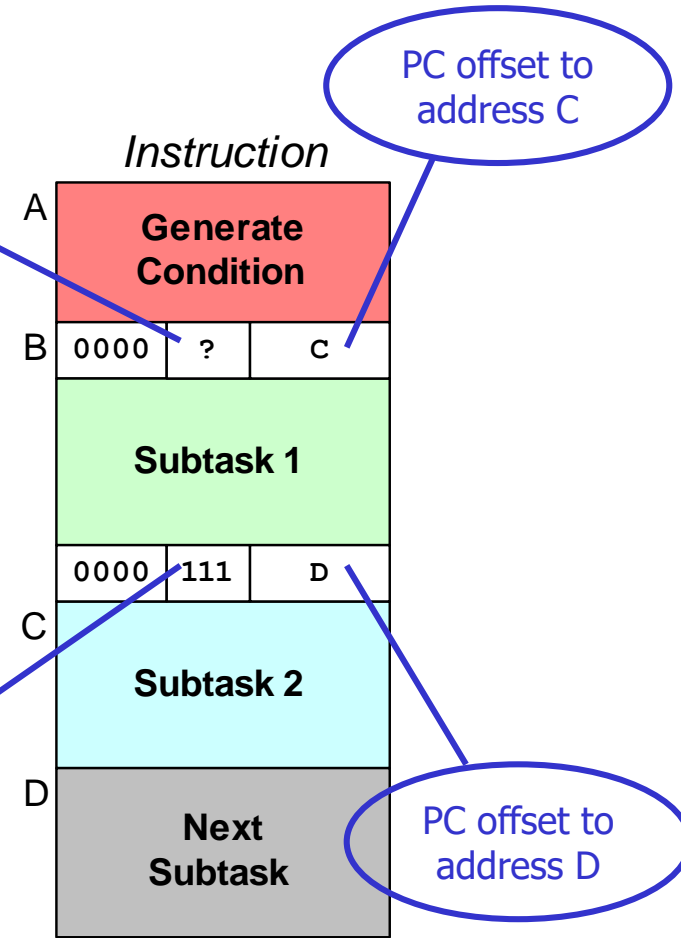 PC offset to
address C
Instruction
A
Generate
Condition
B 0000 ? C
Subtask 1
0000 111 D
C
Subtask 2
D
Next
Subtask
PC offset to
address D